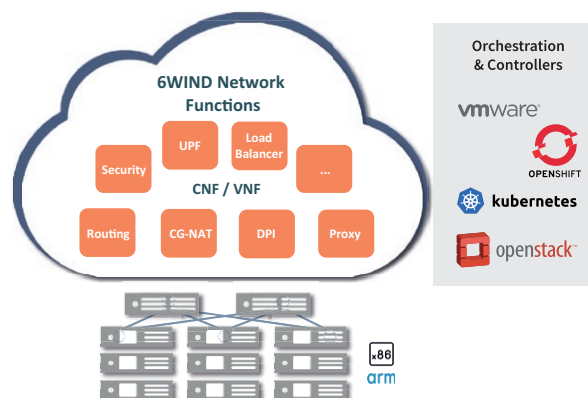 6WIND Network
Functions
UPF
Load
Balancer
Security
...
CNF / VNF
Routing
CG-NAT
DPI
Proxy
x86
arm
Orchestration
& Controllers
vmware®
OPENSHIFT
kubernetes
openstack™